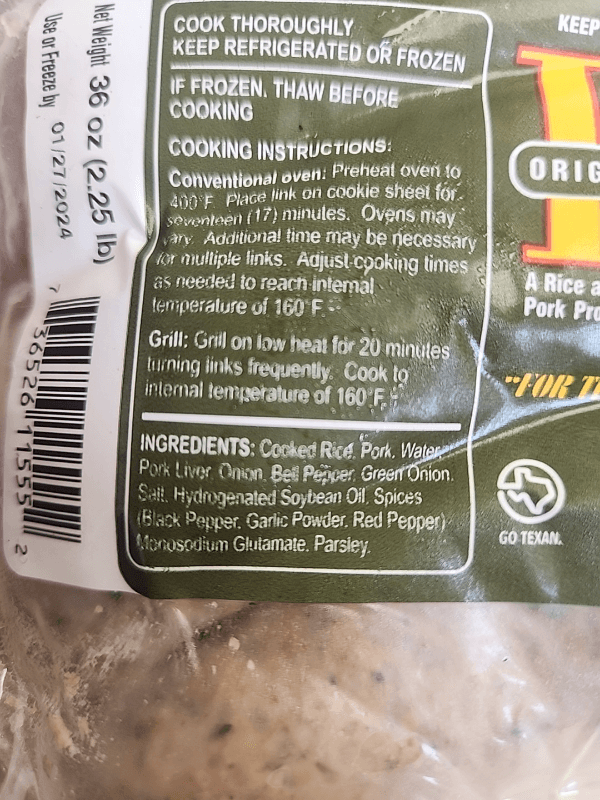 COOK THOROUGHLY
KEEP REFRIGERATED OR FROZEN
IF FROZEN, THAW BEFORE
COOKING
COOKING INSTRUCTIONS:
Conventional oven: Preheat oven to
400°F. Place link on cookie sheet for
seventeen (17) minutes. Ovens may
vary. Additional time may be necessary
for multiple links. Adjust cooking times
as needed to reach internal
temperature of 160°F.
Grill: Grill on low heat for 20 minutes
turning links frequently. Cook to
internal temperature of 160°F.
INGREDIENTS: Cooked Rice, Pork, Water,
Pork Liver, Onion, Bell Pepper, Green Onion,
Salt, Hydrogenated Soybean Oil, Spices
(Black Pepper, Garlic Powder, Red Pepper)
Monosodium Glutamate, Parsley.
Net Weight 36 oz (2.25 lb)
Use or Freeze by 01/27/2024
7 36526 11555 2
KEEP
ORIG
A Rice a
Pork Pro
"FOR T
GO TEXAN.